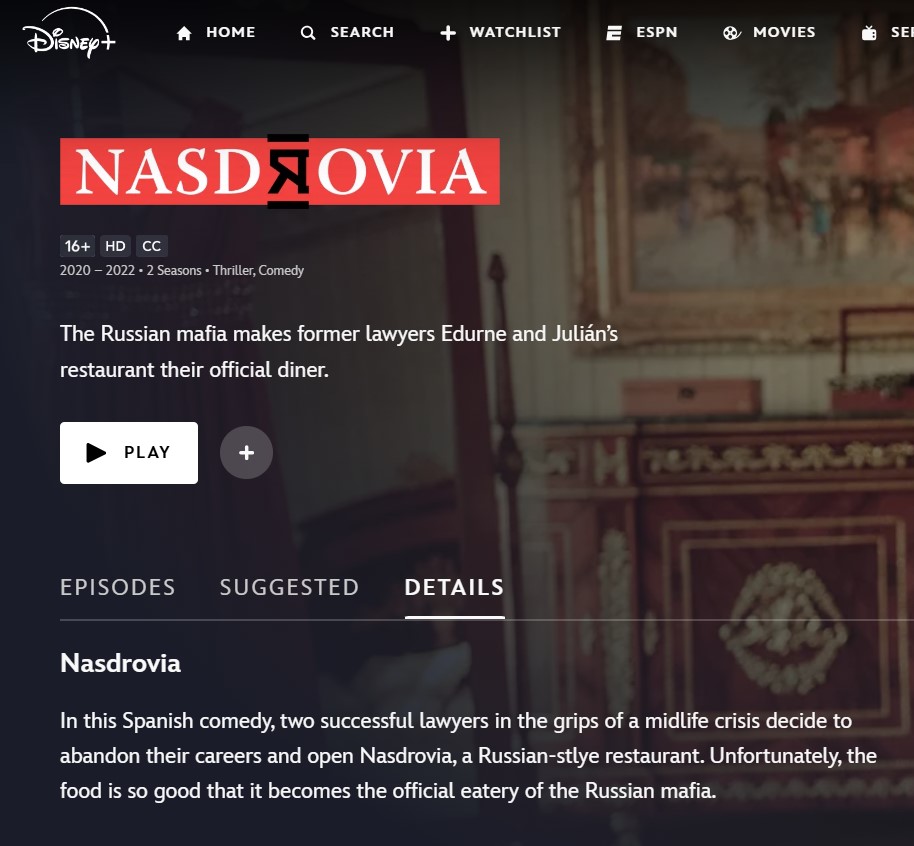 Disney+
HOME
SEARCH
WATCHLIST
ESPN
MOVIES
SE
NASDЯOVIA
16+ HD CC
2020 – 2022 • 2 Seasons • Thriller, Comedy
The Russian mafia makes former lawyers Edurne and Julián’s
restaurant their official diner.
PLAY
EPISODES SUGGESTED DETAILS
Nasdrovia
In this Spanish comedy, two successful lawyers in the grips of a midlife crisis decide to
abandon their careers and open Nasdrovia, a Russian-stlye restaurant. Unfortunately, the
food is so good that it becomes the official eatery of the Russian mafia.